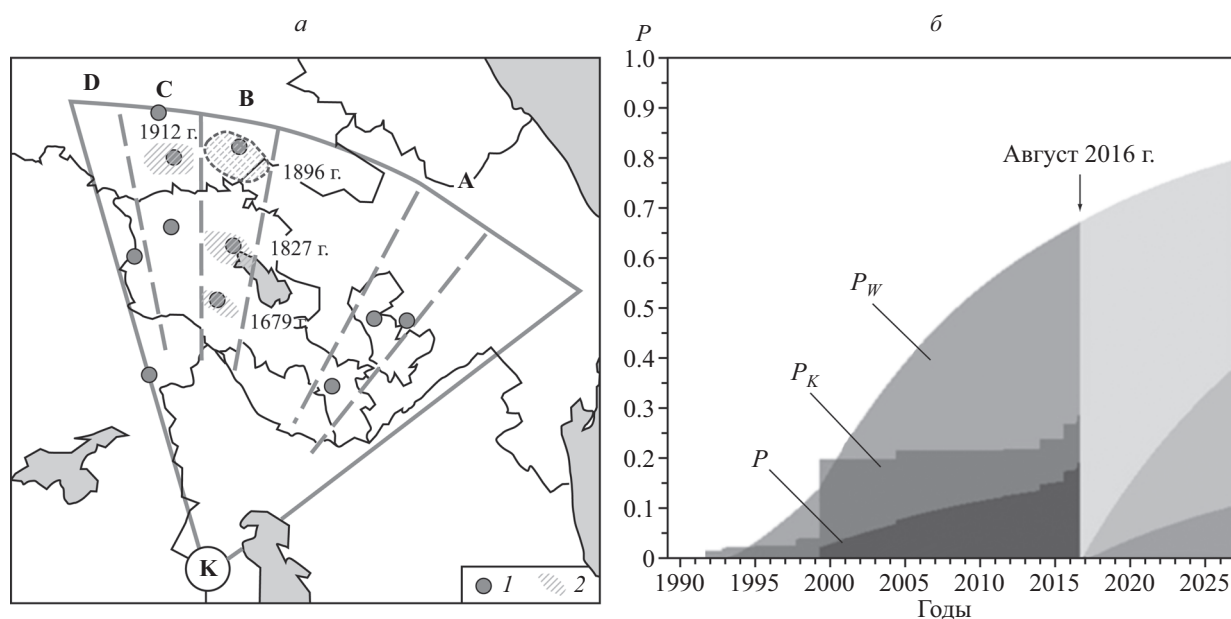 а
D
C
B
A
1912 г.
1896 г.
1827 г.
1679 г.
K
1
2
б
P
1.0
0.9
0.8
0.7
0.6
0.5
0.4
0.3
0.2
0.1
0
Август 2016 г.
P_W
P_K
P
1990 1995 2000 2005 2010 2015 2020 2025
Годы